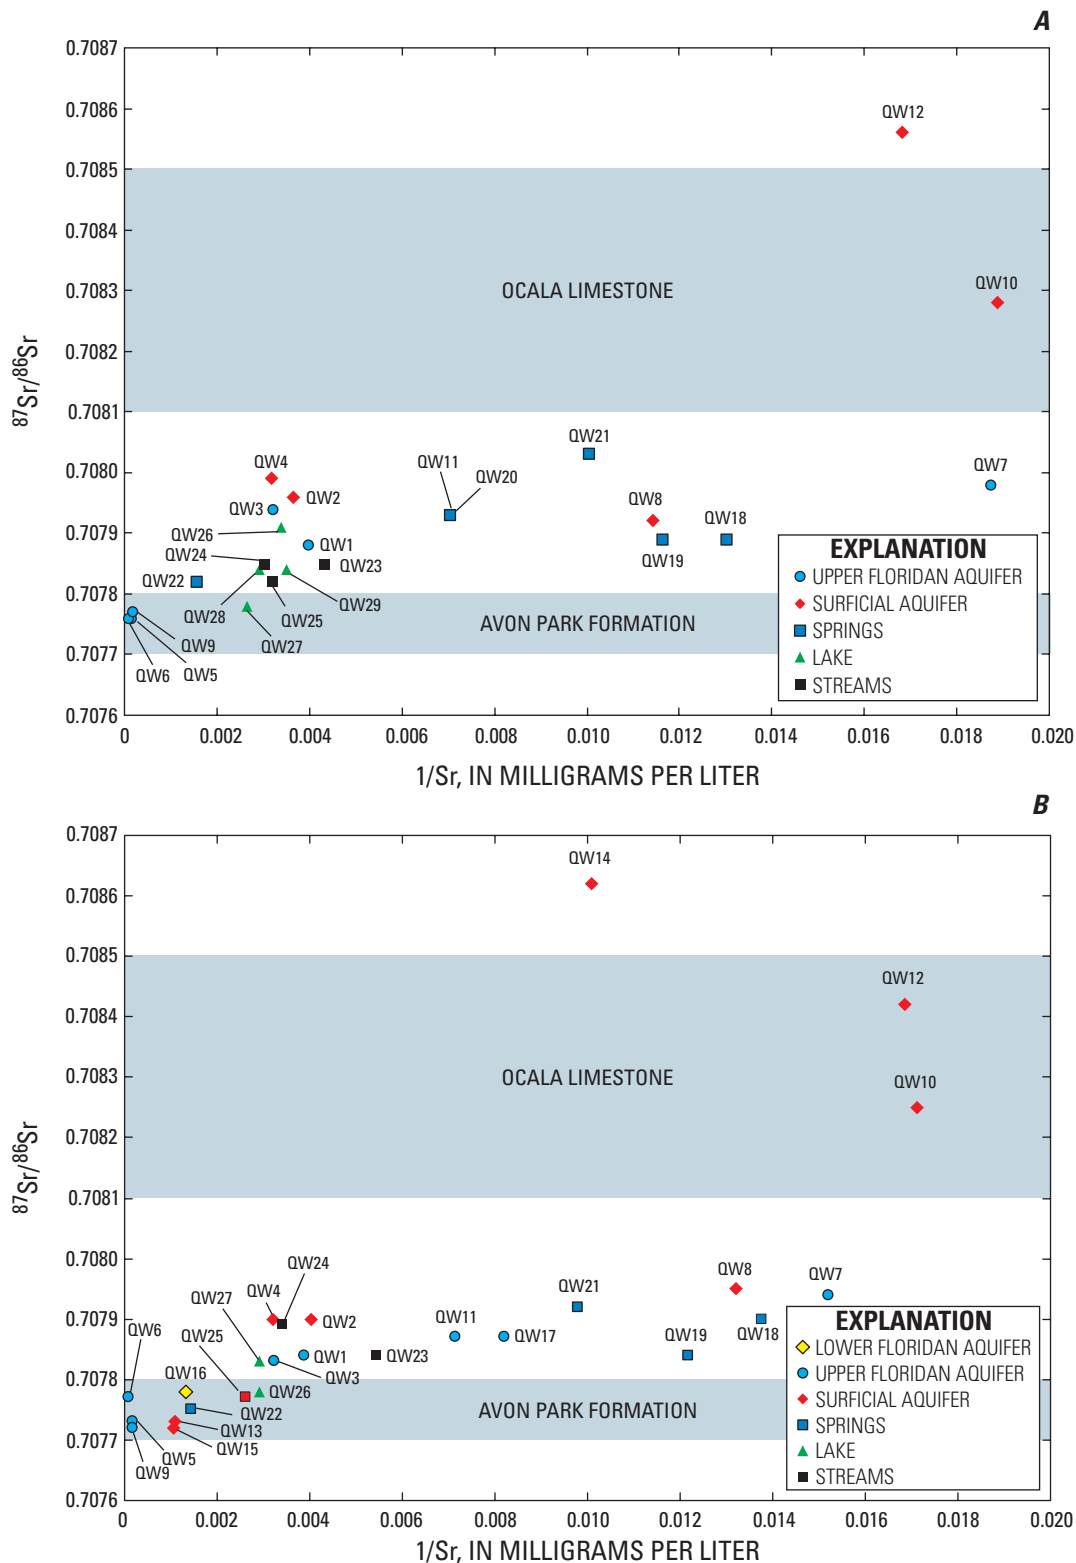 A
0.7087
0.7086
QW12
0.7085
0.7084
OCALA LIMESTONE
0.7083
QW10
0.7082
87Sr/86Sr
0.7081
QW21
QW4
QW11
QW20
QW7
0.7080
QW3
QW2
QW8
QW18
QW26
0.7079
QW1
QW24
QW23
QW19
QW22
QW28
QW25
QW29
0.7078
AVON PARK FORMATION
QW9
QW27
QW6
QW5
0.7077
0.7076
EXPLANATION
UPPER FLORIDAN AQUIFER
SURFICIAL AQUIFER
SPRINGS
LAKE
STREAMS
0 0.002 0.004 0.006 0.008 0.010 0.012 0.014 0.016 0.018 0.020
1/Sr, IN MILLIGRAMS PER LITER
B
0.7087
QW14
0.7086
0.7085
QW12
0.7084
OCALA LIMESTONE
0.7083
QW10
0.7082
87Sr/86Sr
0.7081
0.7080
QW24
QW4
QW21
QW8
QW7
QW27
QW2
QW11
QW17
QW19
QW18
0.7079
QW6
QW25
QW1
QW23
QW3
0.7078
QW16
QW26
QW22
AVON PARK FORMATION
QW13
QW5
QW15
QW9
0.7077
0.7076
EXPLANATION
LOWER FLORIDAN AQUIFER
UPPER FLORIDAN AQUIFER
SURFICIAL AQUIFER
SPRINGS
LAKE
STREAMS
0 0.002 0.004 0.006 0.008 0.010 0.012 0.014 0.016 0.018 0.020
1/Sr, IN MILLIGRAMS PER LITER